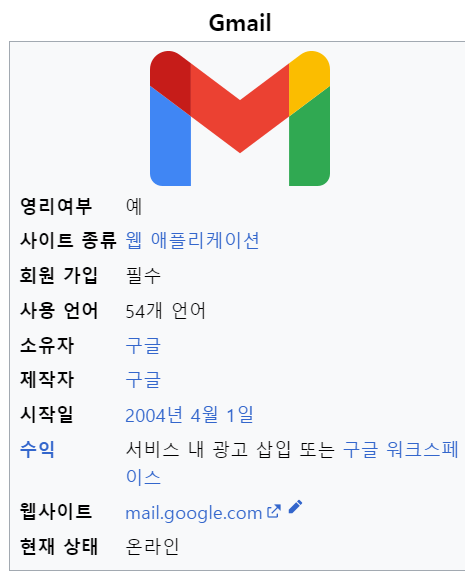 Gmail
영리여부 예
사이트 종류 웹 애플리케이션
회원 가입 필수
사용 언어 54개 언어
소유자 구글
제작자 구글
시작일 2004년 4월 1일
수익 서비스 내 광고 삽입 또는 구글 워크스페
이스
웹사이트 mail.google.com
현재 상태 온라인